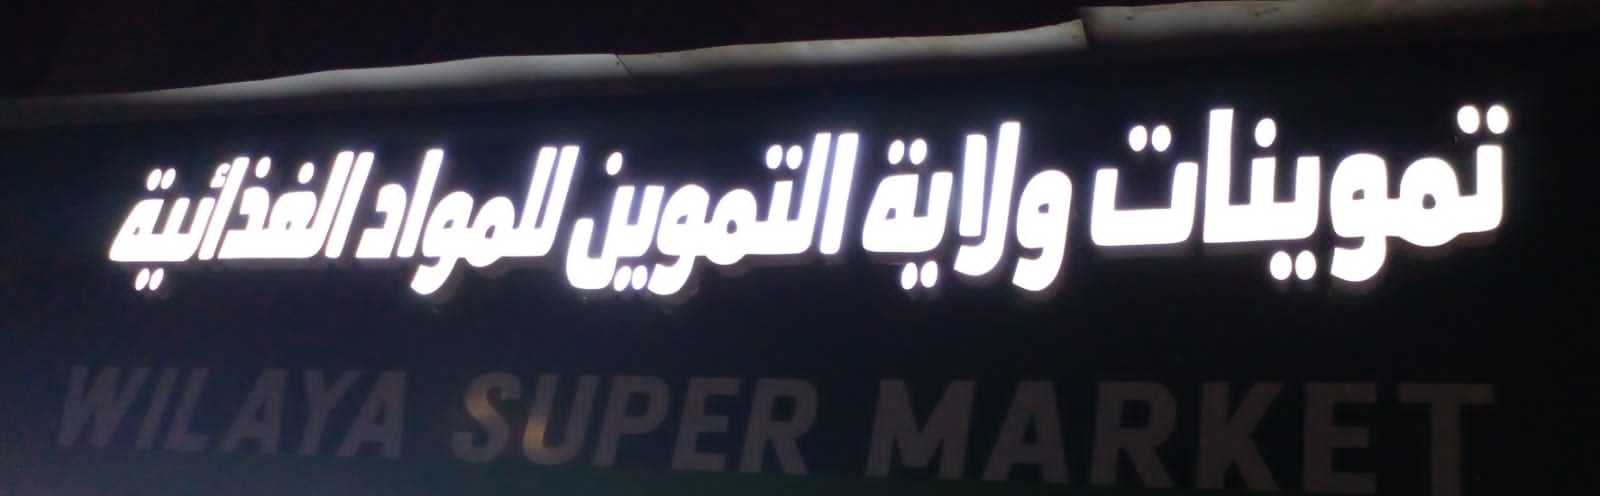 تموينات ولاية التموين للمواد الغذائية
WILAYA SUPER MARKET